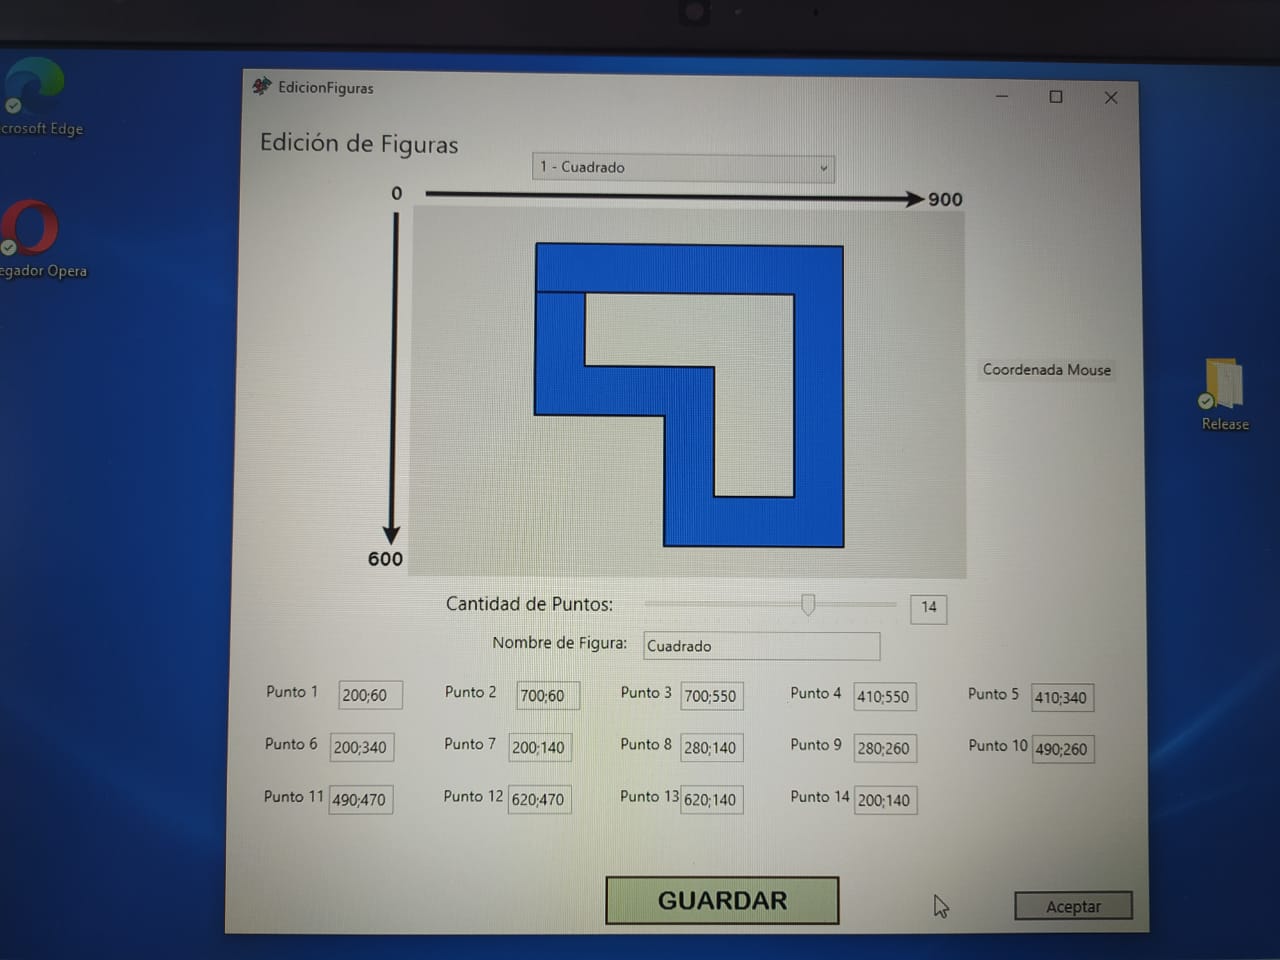 EdicionFiguras
crosoft Edge
Edición de Figuras
1 - Cuadrado
0
900
egador Opera
Coordenada Mouse
Release
600
Cantidad de Puntos: 14
Nombre de Figura: Cuadrado
Punto 1 200;60 Punto 2 700;60 Punto 3 700;550 Punto 4 410;550 Punto 5 410;340
Punto 6 200;340 Punto 7 200;140 Punto 8 280;140 Punto 9 280;260 Punto 10 490;260
Punto 11 490;470 Punto 12 620;470 Punto 13 620;140 Punto 14 200;140
GUARDAR
Aceptar